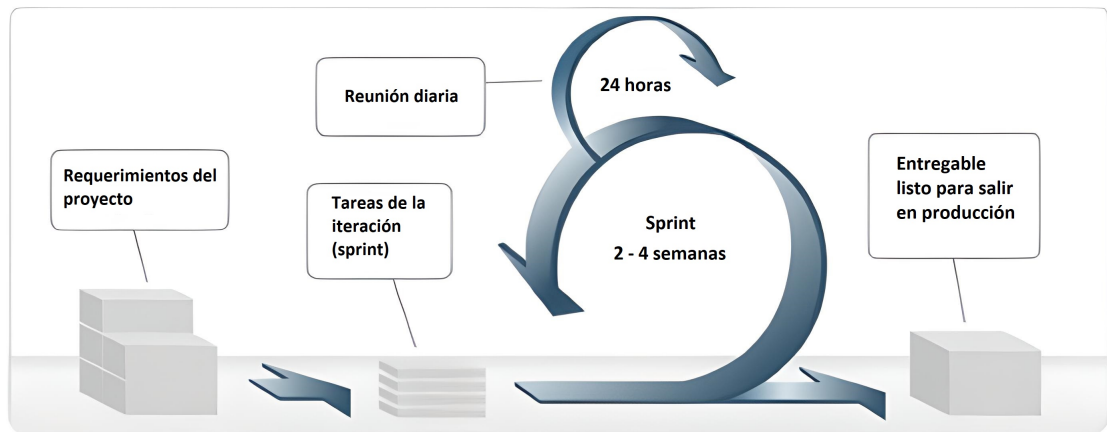 Requerimientos del
proyecto
Tareas de la
iteración
(sprint)
Reunión diaria
24 horas
Sprint
2 - 4 semanas
Entregable
listo para salir
en producción